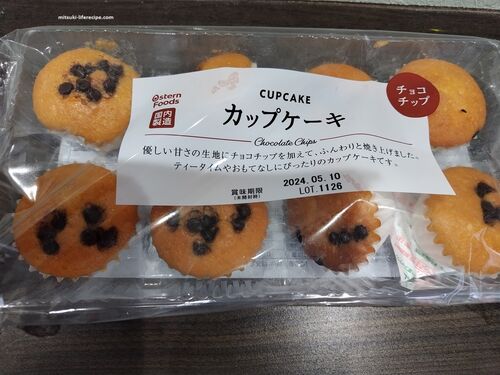 mitsuki-liferecipe.com
Ostern
Foods
国内
製造
CUPCAKE
カップケーキ
Chocolate Chips
チョコ
チップ
優しい甘さの生地にチョコチップを加えて、ふんわりと焼き上げました。
ティータイムやおもてなしにぴったりのカップケーキです。
賞味期限
(未開封時)
2024.05.10
LOT.1126